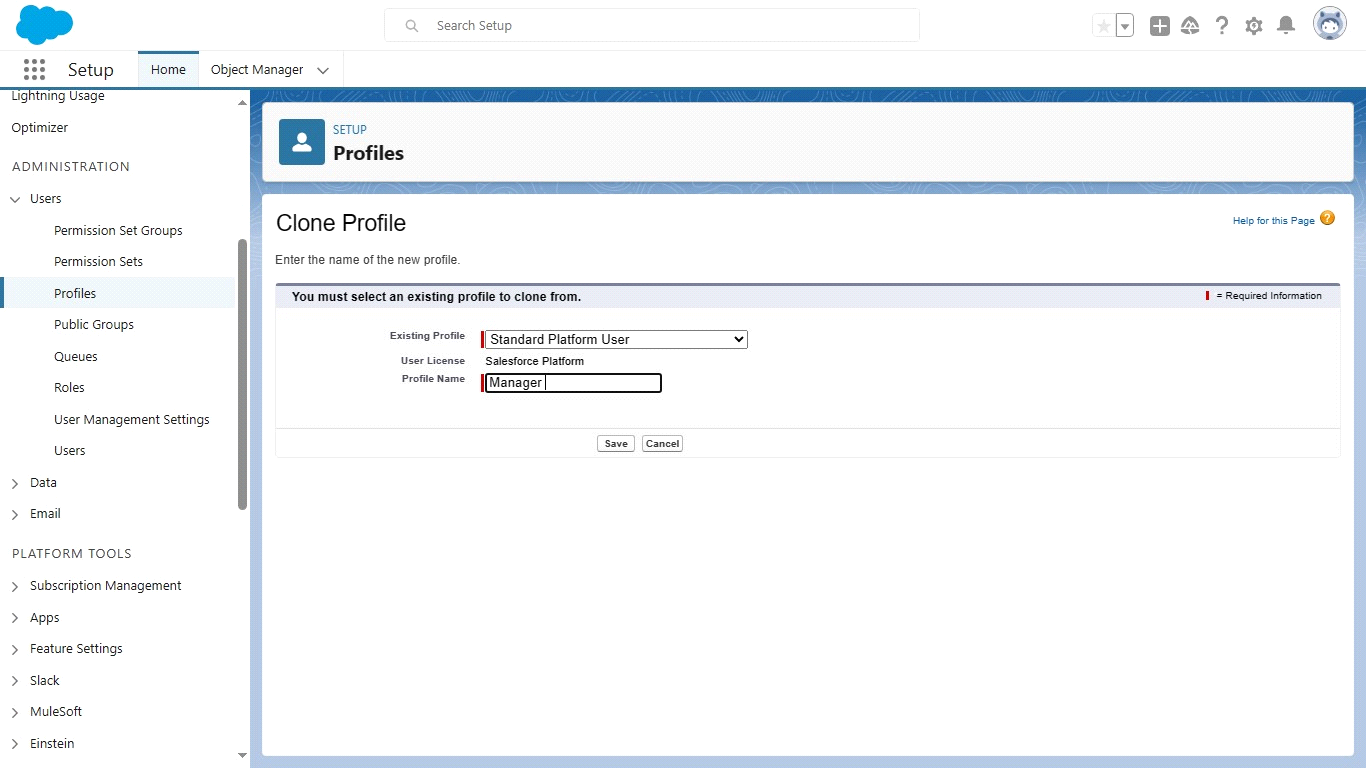 Search Setup
Setup
Home
Object Manager
Lightning Usage
Optimizer
ADMINISTRATION
Users
Permission Set Groups
Permission Sets
Profiles
Public Groups
Queues
Roles
User Management Settings
Users
Data
Email
PLATFORM TOOLS
Subscription Management
Apps
Feature Settings
Slack
MuleSoft
Einstein
SETUP
Profiles
Clone Profile
Help for this Page ?
Enter the name of the new profile.
You must select an existing profile to clone from.
= Required Information
Existing Profile Standard Platform User
User License Salesforce Platform
Profile Name Manager
Save Cancel